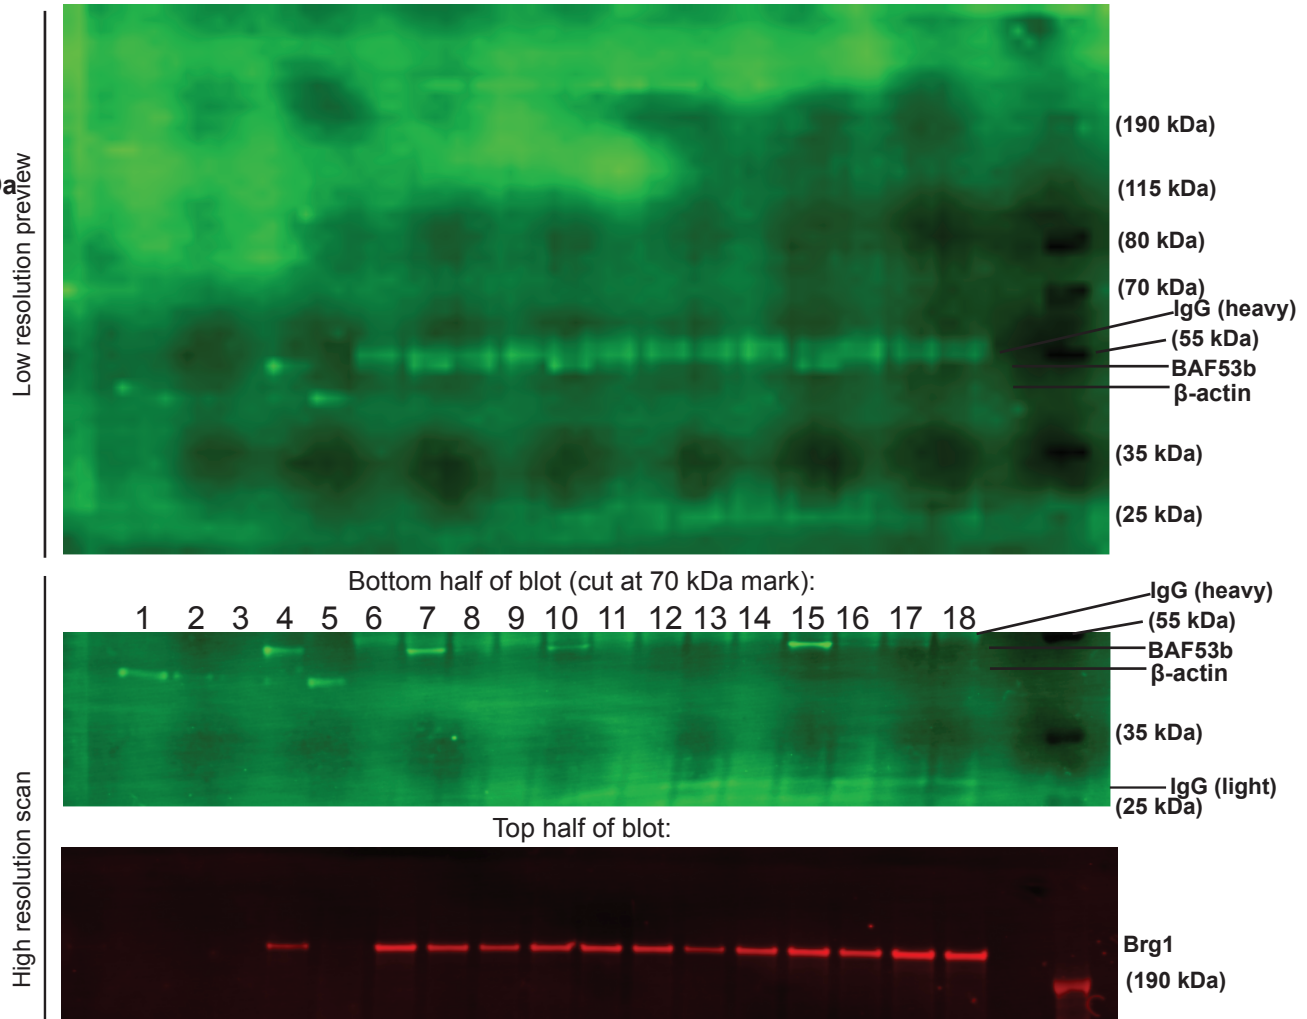 Low resolution preview
a
(190 kDa)
(115 kDa)
(80 kDa)
(70 kDa)
IgG (heavy)
(55 kDa)
BAF53b
β-actin
(35 kDa)
(25 kDa)
High resolution scan
Bottom half of blot (cut at 70 kDa mark):
1 2 3 4 5 6 7 8 9 10 11 12 13 14 15 16 17 18
IgG (heavy)
(55 kDa)
BAF53b
β-actin
(35 kDa)
IgG (light)
(25 kDa)
Top half of blot:
Brg1
(190 kDa)